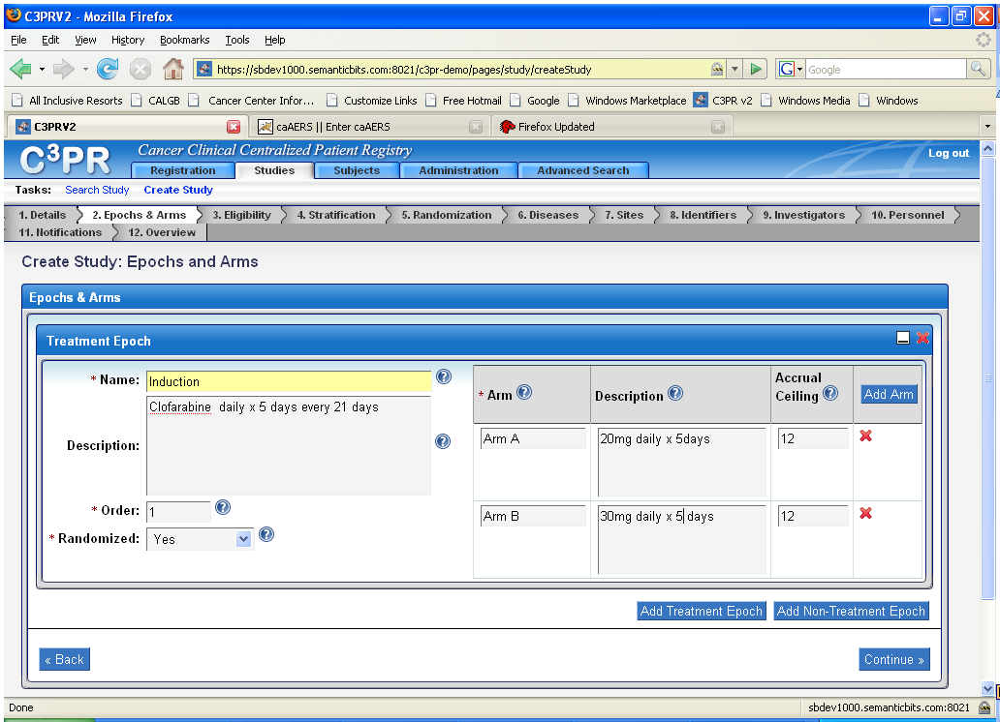 C3PRV2 - Mozilla Firefox
File Edit View History Bookmarks Tools Help
https://sbdev1000.semanticbits.com:8021/c3pr-demo/pages/study/createStudy G Google
All Inclusive Resorts CALGB Cancer Center Infor... Customize Links Free Hotmail Google Windows Marketplace C3PR v2 Windows Media Windows
C3PRV2 caAERS || Enter caAERS Firefox Updated
C3PR Cancer Clinical Centralized Patient Registry Log out
Registration Studies Subjects Administration Advanced Search
Tasks: Search Study Create Study
1. Details 2. Epochs & Arms 3. Eligibility 4. Stratification 5. Randomization 6. Diseases 7. Sites 8. Identifiers 9. Investigators 10. Personnel
11. Notifications 12. Overview
Create Study: Epochs and Arms
Epochs & Arms
Treatment Epoch
* Name: Induction ?
Description: Clofarabine daily x 5 days every 21 days ?
* Order: 1 ?
* Randomized: Yes ?
* Arm ? Description ? Accrual Ceiling ? Add Arm
Arm A 20mg daily x 5days 12
Arm B 30mg daily x 5 days 12
Add Treatment Epoch Add Non-Treatment Epoch
« Back Continue »
Done sbdev1000.semanticbits.com:8021